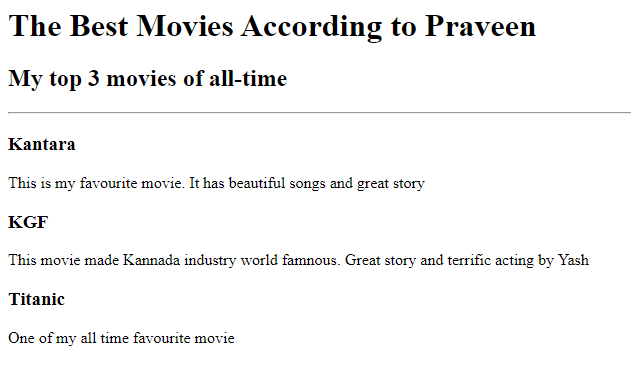 The Best Movies According to Praveen
My top 3 movies of all-time
Kantara
This is my favourite movie. It has beautiful songs and great story
KGF
This movie made Kannada industry world famnous. Great story and terrific acting by Yash
Titanic
One of my all time favourite movie